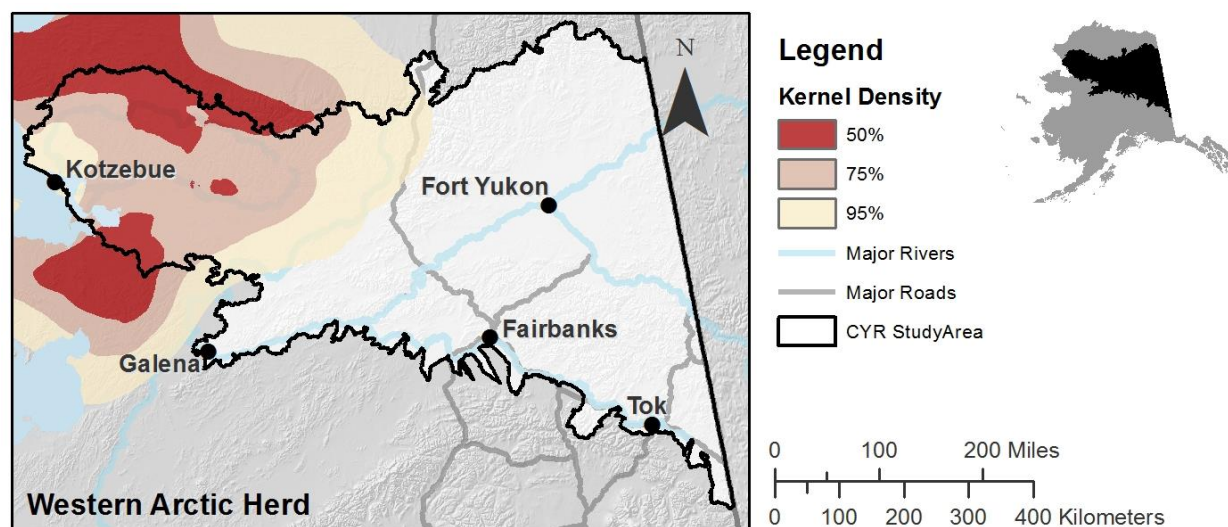 N
Kotzebue
Fort Yukon
Fairbanks
Galena
Tok
Western Arctic Herd
Legend
Kernel Density
50%
75%
95%
Major Rivers
Major Roads
CYR StudyArea
0 100 200 Miles
0 100 200 300 400 Kilometers